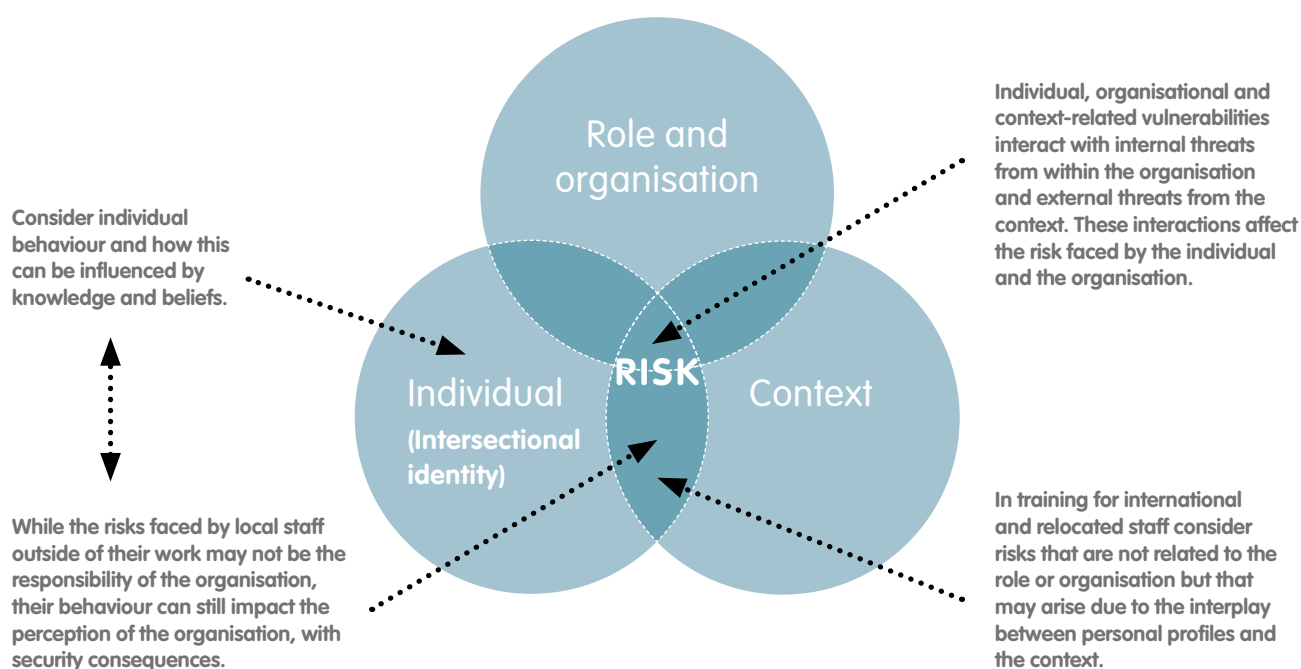 Role and
organisation
Individual, organisational and
context-related vulnerabilities
interact with internal threats
from within the organisation
and external threats from the
context. These interactions affect
the risk faced by the individual
and the organisation.
Consider individual
behaviour and how this
can be influenced by
knowledge and beliefs.
RISK
Individual
(Intersectional
identity)
Context
While the risks faced by local staff
outside of their work may not be the
responsibility of the organisation,
their behaviour can still impact the
perception of the organisation, with
security consequences.
In training for international
and relocated staff consider
risks that are not related to the
role or organisation but that
may arise due to the interplay
between personal profiles and
the context.